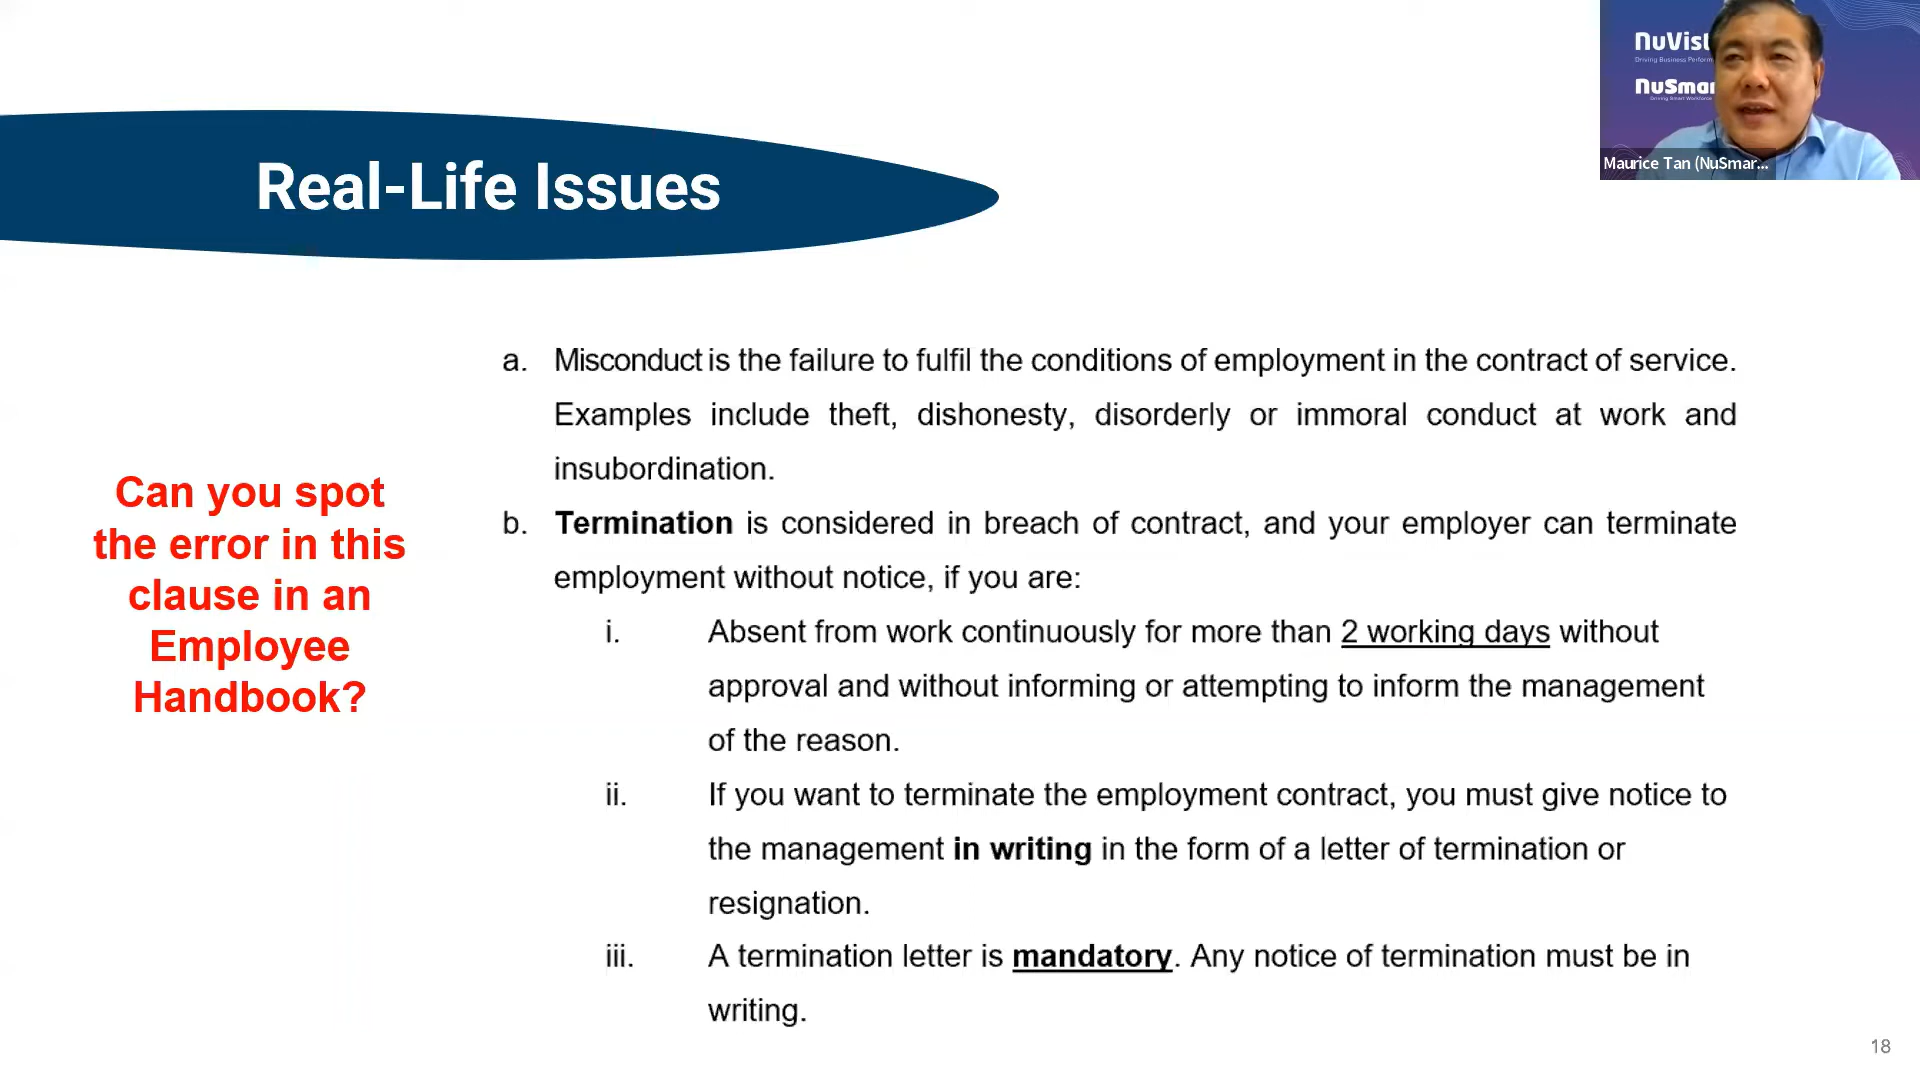 NuVist
Driving Business Perform
NuSmar
Driving Smart Workforce
Maurice Tan (NuSmar...
Real-Life Issues
Can you spot
the error in this
clause in an
Employee
Handbook?
a. Misconduct is the failure to fulfil the conditions of employment in the contract of service.
Examples include theft, dishonesty, disorderly or immoral conduct at work and
insubordination.
b. Termination is considered in breach of contract, and your employer can terminate
employment without notice, if you are:
i. Absent from work continuously for more than 2 working days without
approval and without informing or attempting to inform the management
of the reason.
ii. If you want to terminate the employment contract, you must give notice to
the management in writing in the form of a letter of termination or
resignation.
iii. A termination letter is mandatory. Any notice of termination must be in
writing.
18